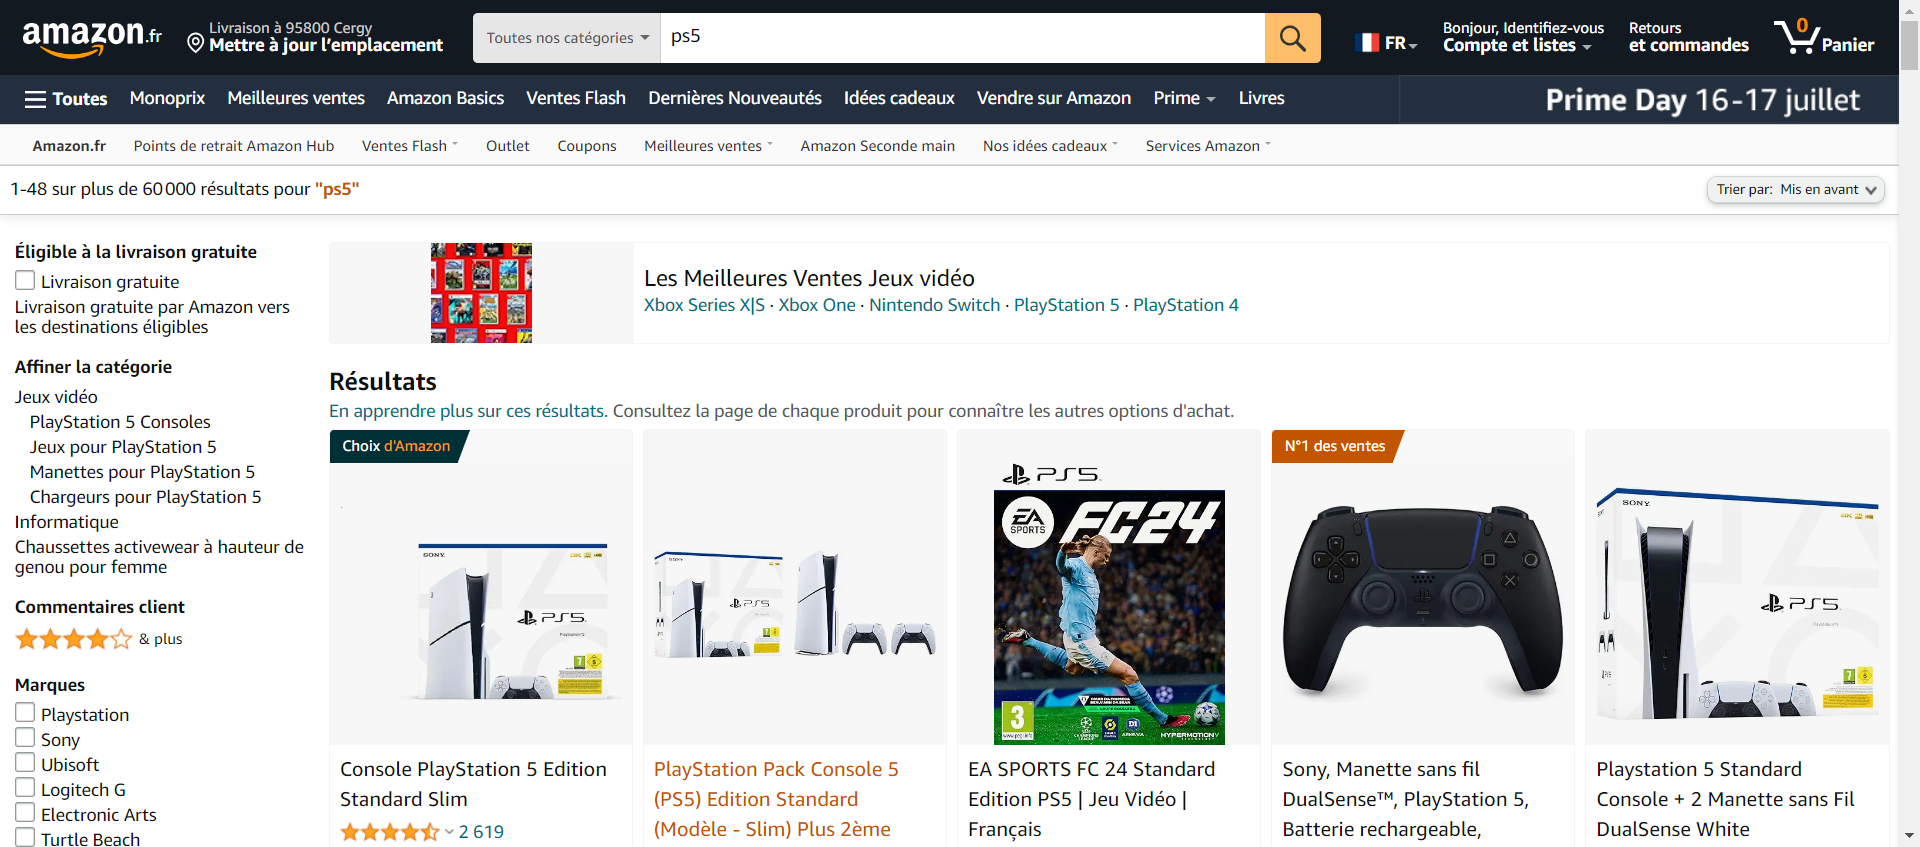 amazon.fr
Livraison à 95800 Cergy
Mettre à jour l'emplacement
Toutes nos catégories
ps5
FR
Bonjour, Identifiez-vous
Compte et listes
Retours
et commandes
0
Panier
Toutes
Monoprix
Meilleures ventes
Amazon Basics
Ventes Flash
Dernières Nouveautés
Idées cadeaux
Vendre sur Amazon
Prime
Livres
Prime Day 16-17 juillet
Amazon.fr
Points de retrait Amazon Hub
Ventes Flash
Outlet
Coupons
Meilleures ventes
Amazon Seconde main
Nos idées cadeaux
Services Amazon
1-48 sur plus de 60 000 résultats pour "ps5"
Trier par: Mis en avant
Éligible à la livraison gratuite
Livraison gratuite
Livraison gratuite par Amazon vers
les destinations éligibles
Affiner la catégorie
Jeux vidéo
PlayStation 5 Consoles
Jeux pour PlayStation 5
Manettes pour PlayStation 5
Chargeurs pour PlayStation 5
Informatique
Chaussettes activewear à hauteur de
genou pour femme
Commentaires client
& plus
Marques
Playstation
Sony
Ubisoft
Logitech G
Electronic Arts
Turtle Beach
Les Meilleures Ventes Jeux vidéo
Xbox Series X|S · Xbox One · Nintendo Switch · PlayStation 5 · PlayStation 4
Résultats
En apprendre plus sur ces résultats. Consultez la page de chaque produit pour connaître les autres options d'achat.
Choix d'Amazon
SONY
PS5
Console PlayStation 5 Edition
Standard Slim
2 619
SONY
PS5
PlayStation Pack Console 5
(PS5) Edition Standard
(Modèle - Slim) Plus 2ème
PS5
EA
SPORTS
FC24
3
HYPERMOTIONV
EA SPORTS FC 24 Standard
Edition PS5 | Jeu Vidéo |
Français
N°1 des ventes
Sony, Manette sans fil
DualSense™, PlayStation 5,
Batterie rechargeable,
SONY
PS5
Playstation 5 Standard
Console + 2 Manette sans Fil
DualSense White